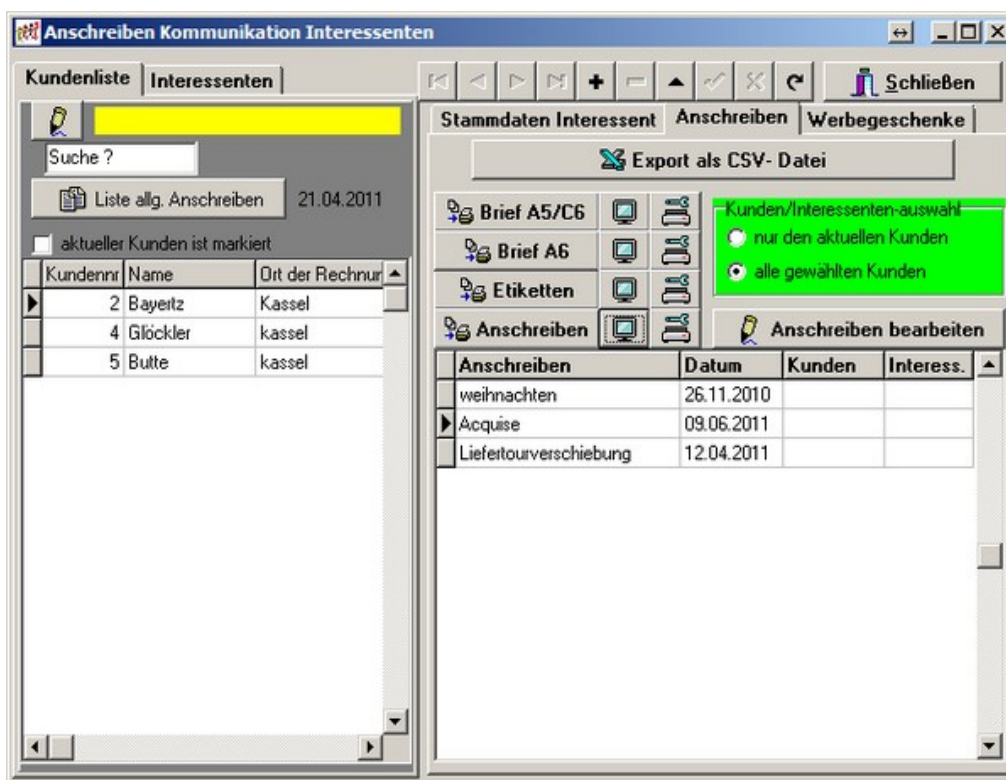 Anschreiben Kommunikation Interessenten
Kundenliste Interessenten
Schließen
Suche ?
Liste allg. Anschreiben 21.04.2011
aktueller Kunden ist markiert
Kundennr Name Ort der Rechnur
2 Bayertz Kassel
4 Glöckler kassel
5 Butte kassel
Stammdaten Interessent Anschreiben Werbegeschenke
Export als CSV- Datei
Brief A5/C6
Brief A6
Etiketten
Anschreiben
Kunden/Interessenten-auswahl
nur den aktuellen Kunden
alle gewählten Kunden
Anschreiben bearbeiten
Anschreiben Datum Kunden Interess.
weihnachten 26.11.2010
Acquise 09.06.2011
Liefertourverschiebung 12.04.2011